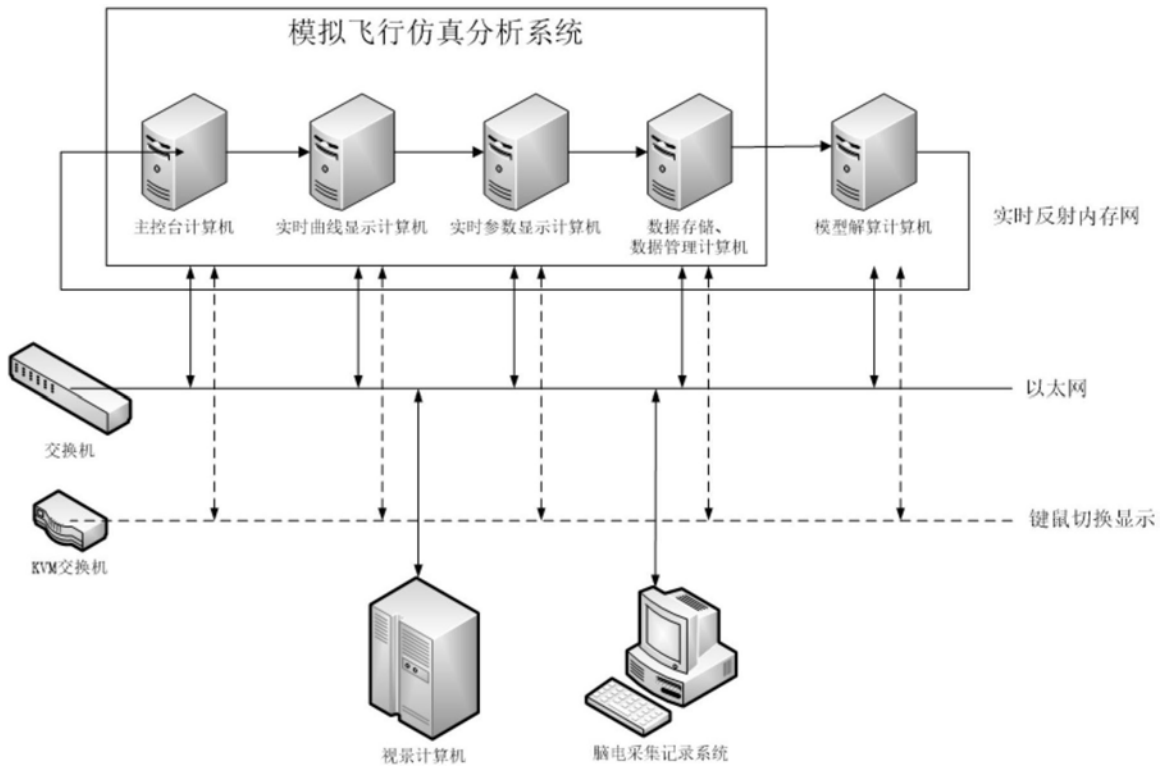 模拟飞行仿真分析系统
主控台计算机
实时曲线显示计算机
实时参数显示计算机
数据存储、
数据管理计算机
模型解算计算机
实时反射内存网
以太网
交换机
键鼠切换显示
KVM交换机
视景计算机
脑电采集记录系统